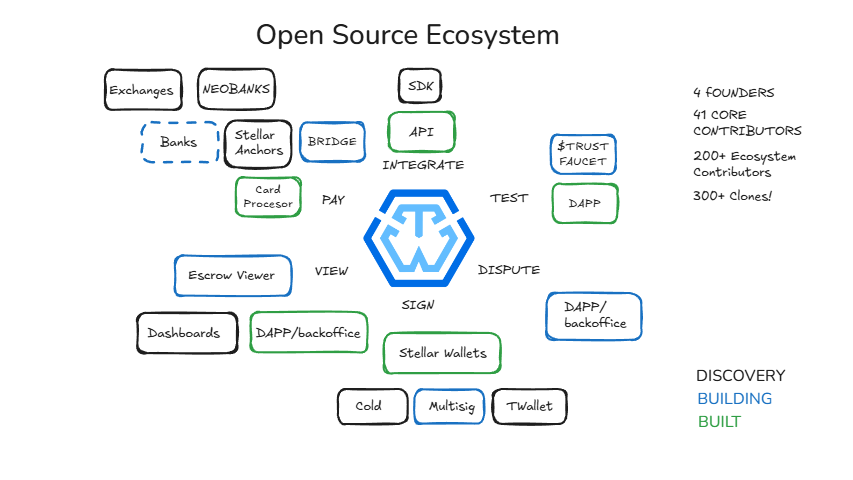 Open Source Ecosystem
Exchanges
NEOBANKS
SDK
4 fOUNDERS
41 CORE
CONTRIBUTORS
200+ Ecosystem
Contributors
300+ Clones!
Banks
Stellar
Anchors
BRIDGE
API
INTEGRATE
$TRUST
FAUCET
Card
Procesor
PAY
TEST
DAPP
Escrow Viewer
VIEW
DISPUTE
SIGN
DAPP/
backoffice
Dashboards
DAPP/backoffice
Stellar Wallets
Cold
Multisig
TWallet
DISCOVERY
BUILDING
BUILT